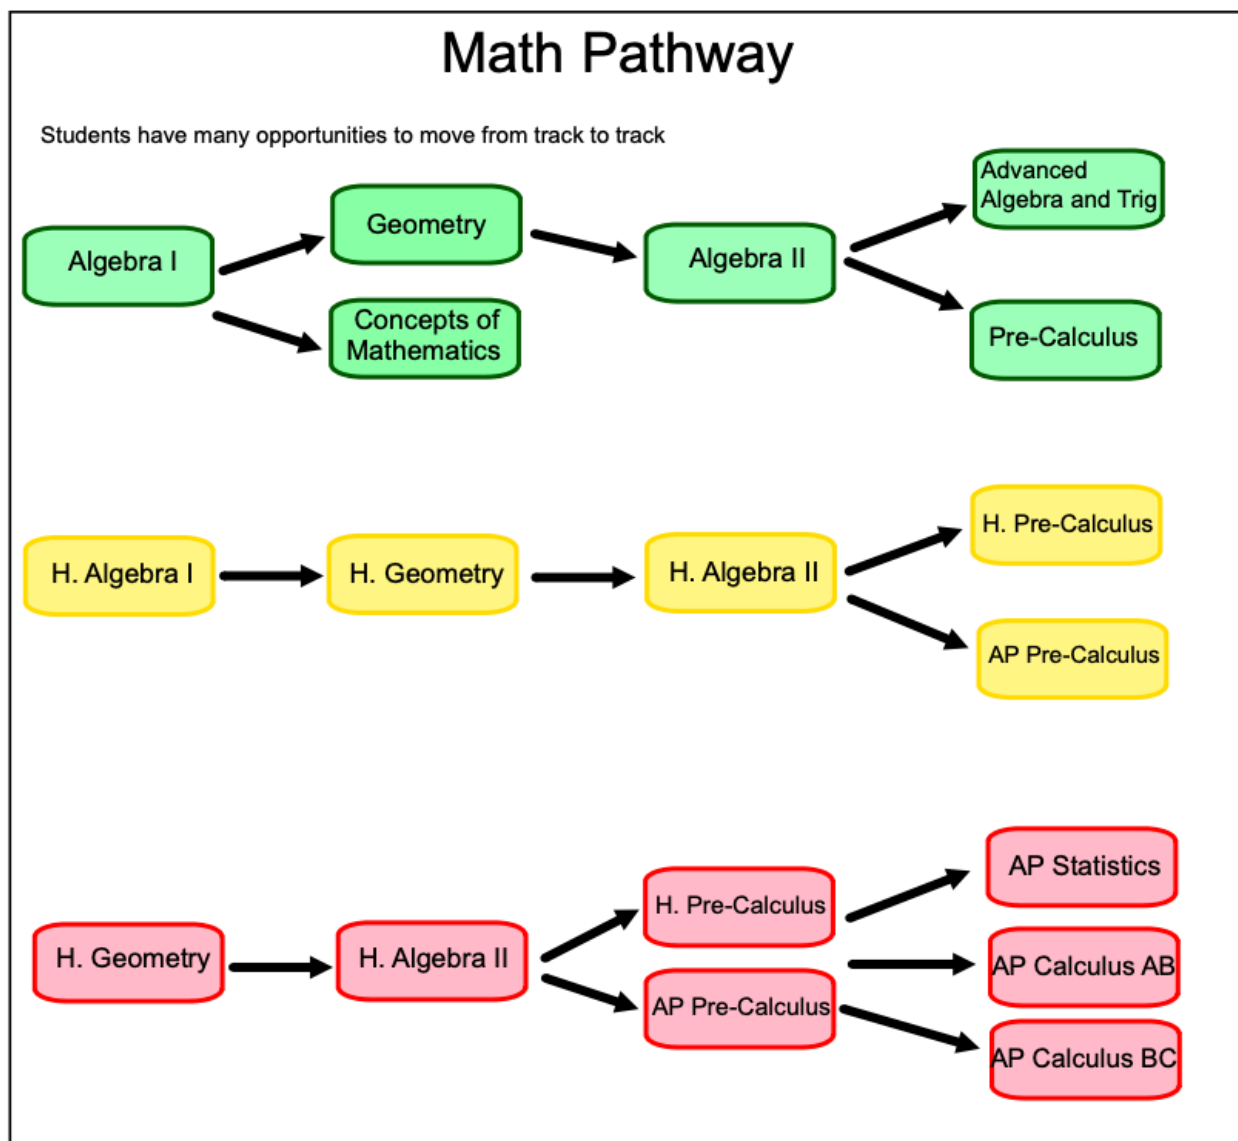 Math Pathway
Students have many opportunities to move from track to track
Algebra I
Geometry
Concepts of
Mathematics
Algebra II
Advanced
Algebra and Trig
Pre-Calculus
H. Algebra I
H. Geometry
H. Algebra II
H. Pre-Calculus
AP Pre-Calculus
H. Geometry
H. Algebra II
H. Pre-Calculus
AP Pre-Calculus
AP Statistics
AP Calculus AB
AP Calculus BC